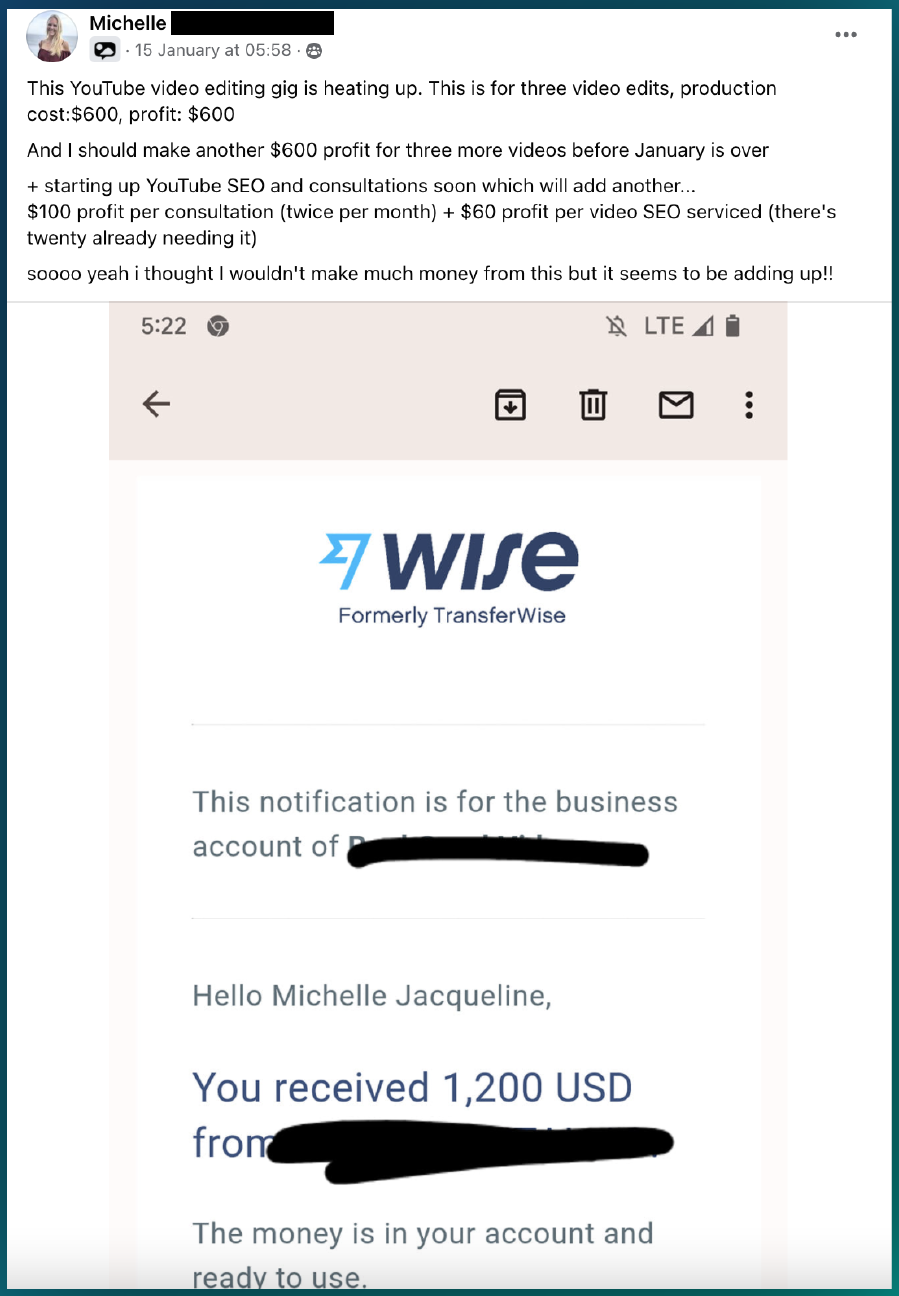 Michelle
· 15 January at 05:58 ·
This YouTube video editing gig is heating up. This is for three video edits, production
cost:$600, profit: $600
And I should make another $600 profit for three more videos before January is over
+ starting up YouTube SEO and consultations soon which will add another...
$100 profit per consultation (twice per month) + $60 profit per video SEO serviced (there's
twenty already needing it)
soooo yeah i thought I wouldn't make much money from this but it seems to be adding up!!
5:22 LTE
wise
Formerly TransferWise
This notification is for the business
account of
Hello Michelle Jacqueline,
You received 1,200 USD
from
The money is in your account and
ready to use.